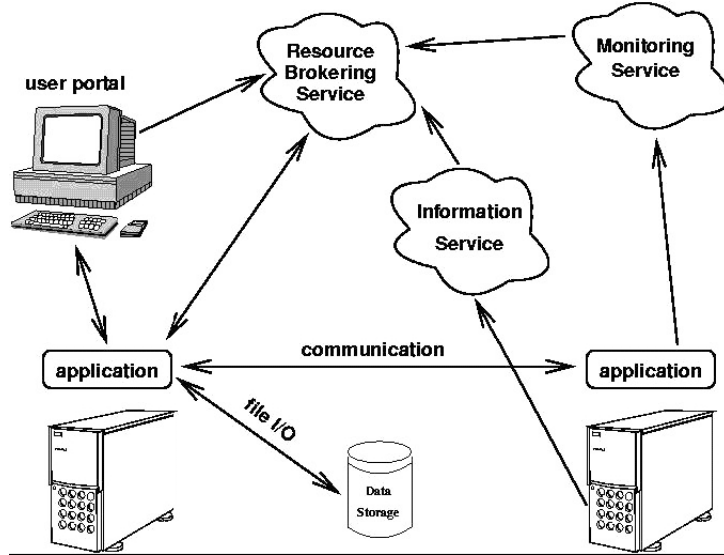 Resource
Brokering
Service
Monitoring
Service
user portal
Information
Service
communication
application
application
file I/O
Data
Storage